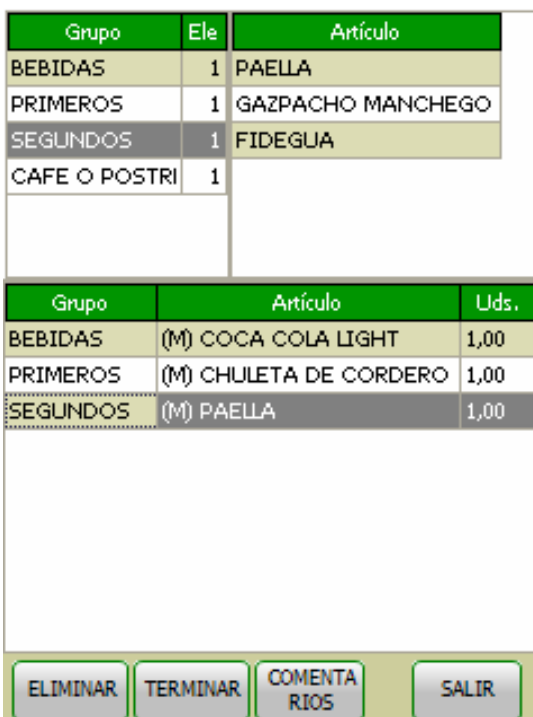 Grupo Ele Artículo
BEBIDAS 1 PAELLA
PRIMEROS 1 GAZPACHO MANCHEGO
SEGUNDOS 1 FIDEGUA
CAFE O POSTRI 1
Grupo Artículo Uds.
BEBIDAS (M) COCA COLA LIGHT 1,00
PRIMEROS (M) CHULETA DE CORDERO 1,00
SEGUNDOS (M) PAELLA 1,00
ELIMINAR TERMINAR COMENTA
RIOS SALIR